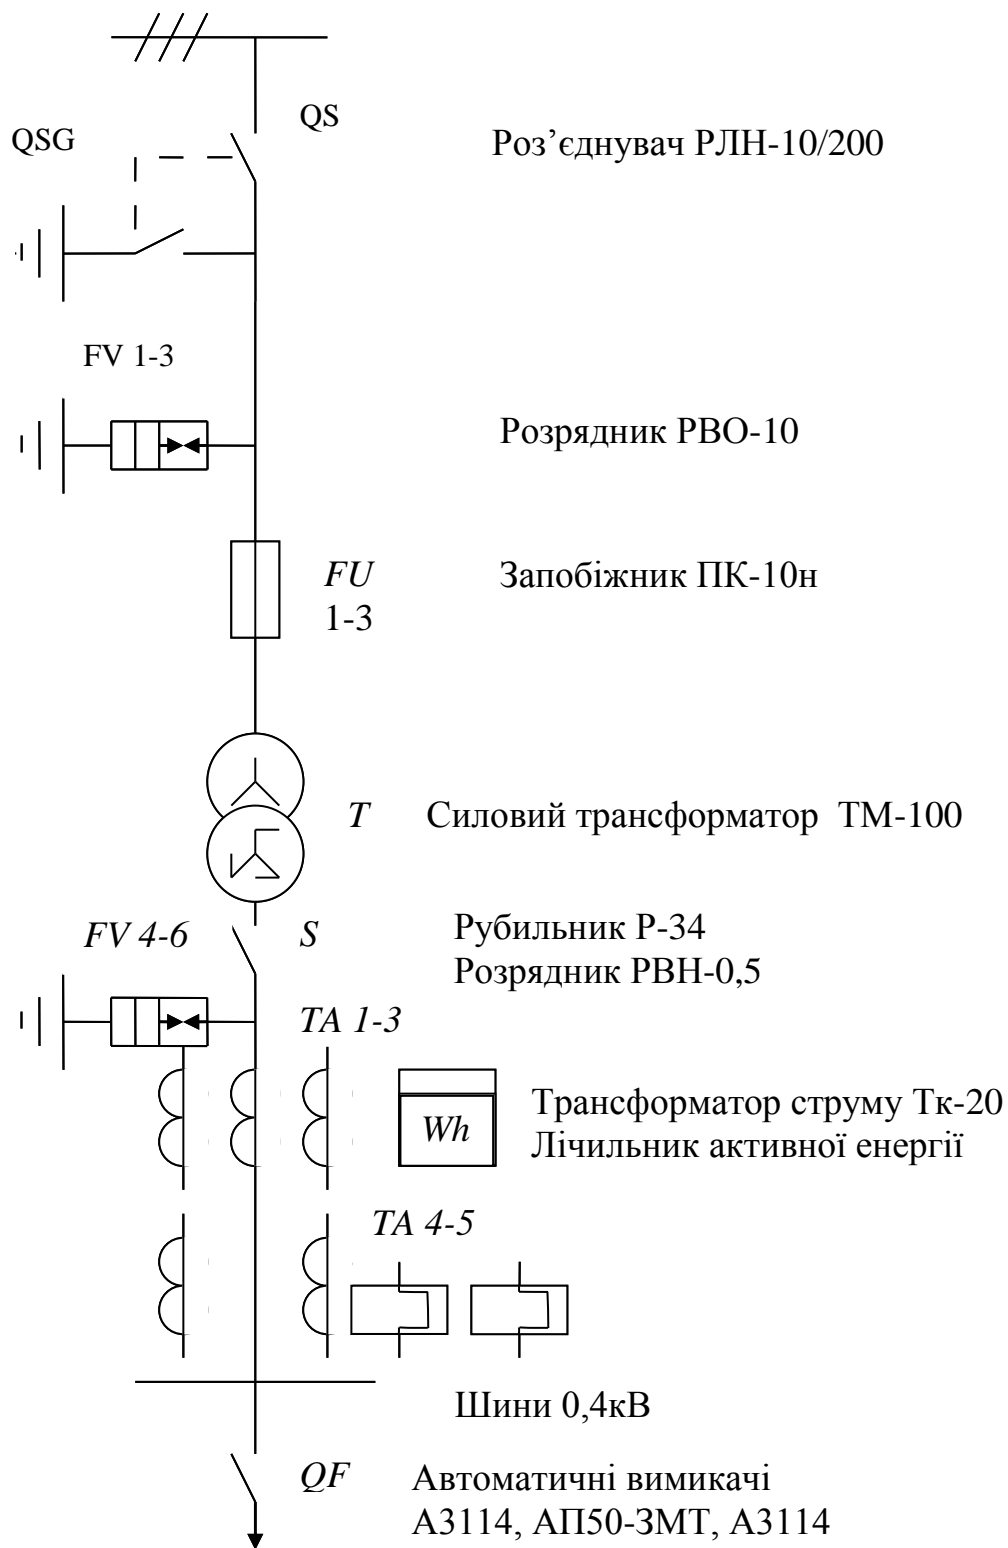 QS
QSG
Роз’єднувач РЛН-10/200
FV 1-3
Розрядник РВО-10
FU
1-3
Запобіжник ПК-10н
T
Силовий трансформатор ТМ-100
FV 4-6
S
Рубильник Р-34
Розрядник РВН-0,5
TA 1-3
Wh
Трансформатор струму Тк-20
Лічильник активної енергії
TA 4-5
Шини 0,4кВ
QF
Автоматичні вимикачі
А3114, АП50-ЗМТ, А3114